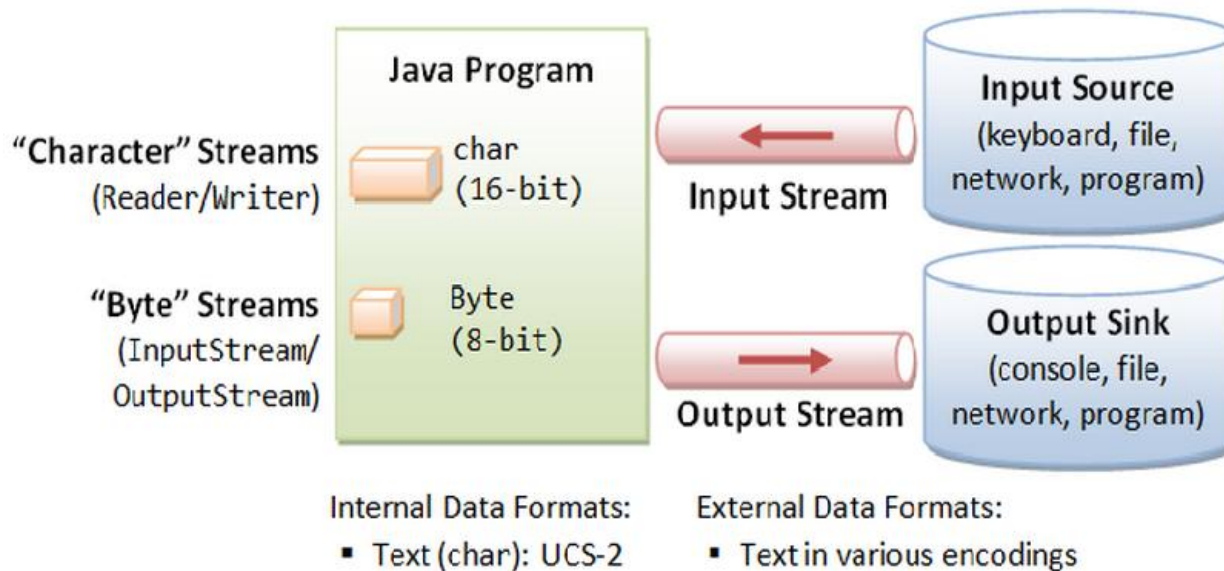 Java Program
“Character” Streams
(Reader/Writer)
char
(16-bit)
“Byte” Streams
(InputStream/
OutputStream)
Byte
(8-bit)
Input Stream
Output Stream
Input Source
(keyboard, file,
network, program)
Output Sink
(console, file,
network, program)
Internal Data Formats:
▪ Text (char): UCS-2
External Data Formats:
▪ Text in various encodings